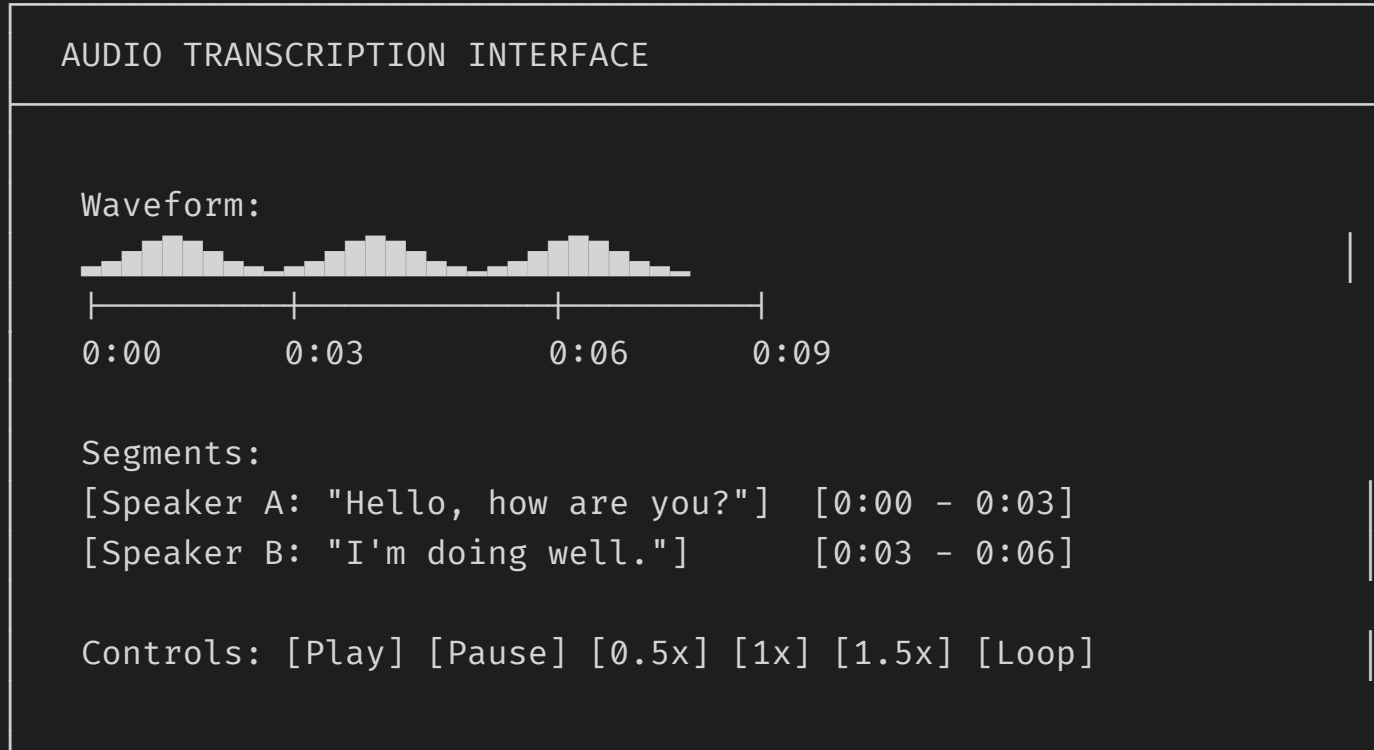 AUDIO TRANSCRIPTION INTERFACE
Waveform:
0:00 0:03 0:06 0:09
Segments:
[Speaker A: "Hello, how are you?"] [0:00 - 0:03]
[Speaker B: "I'm doing well."] [0:03 - 0:06]
Controls: [Play] [Pause] [0.5x] [1x] [1.5x] [Loop]